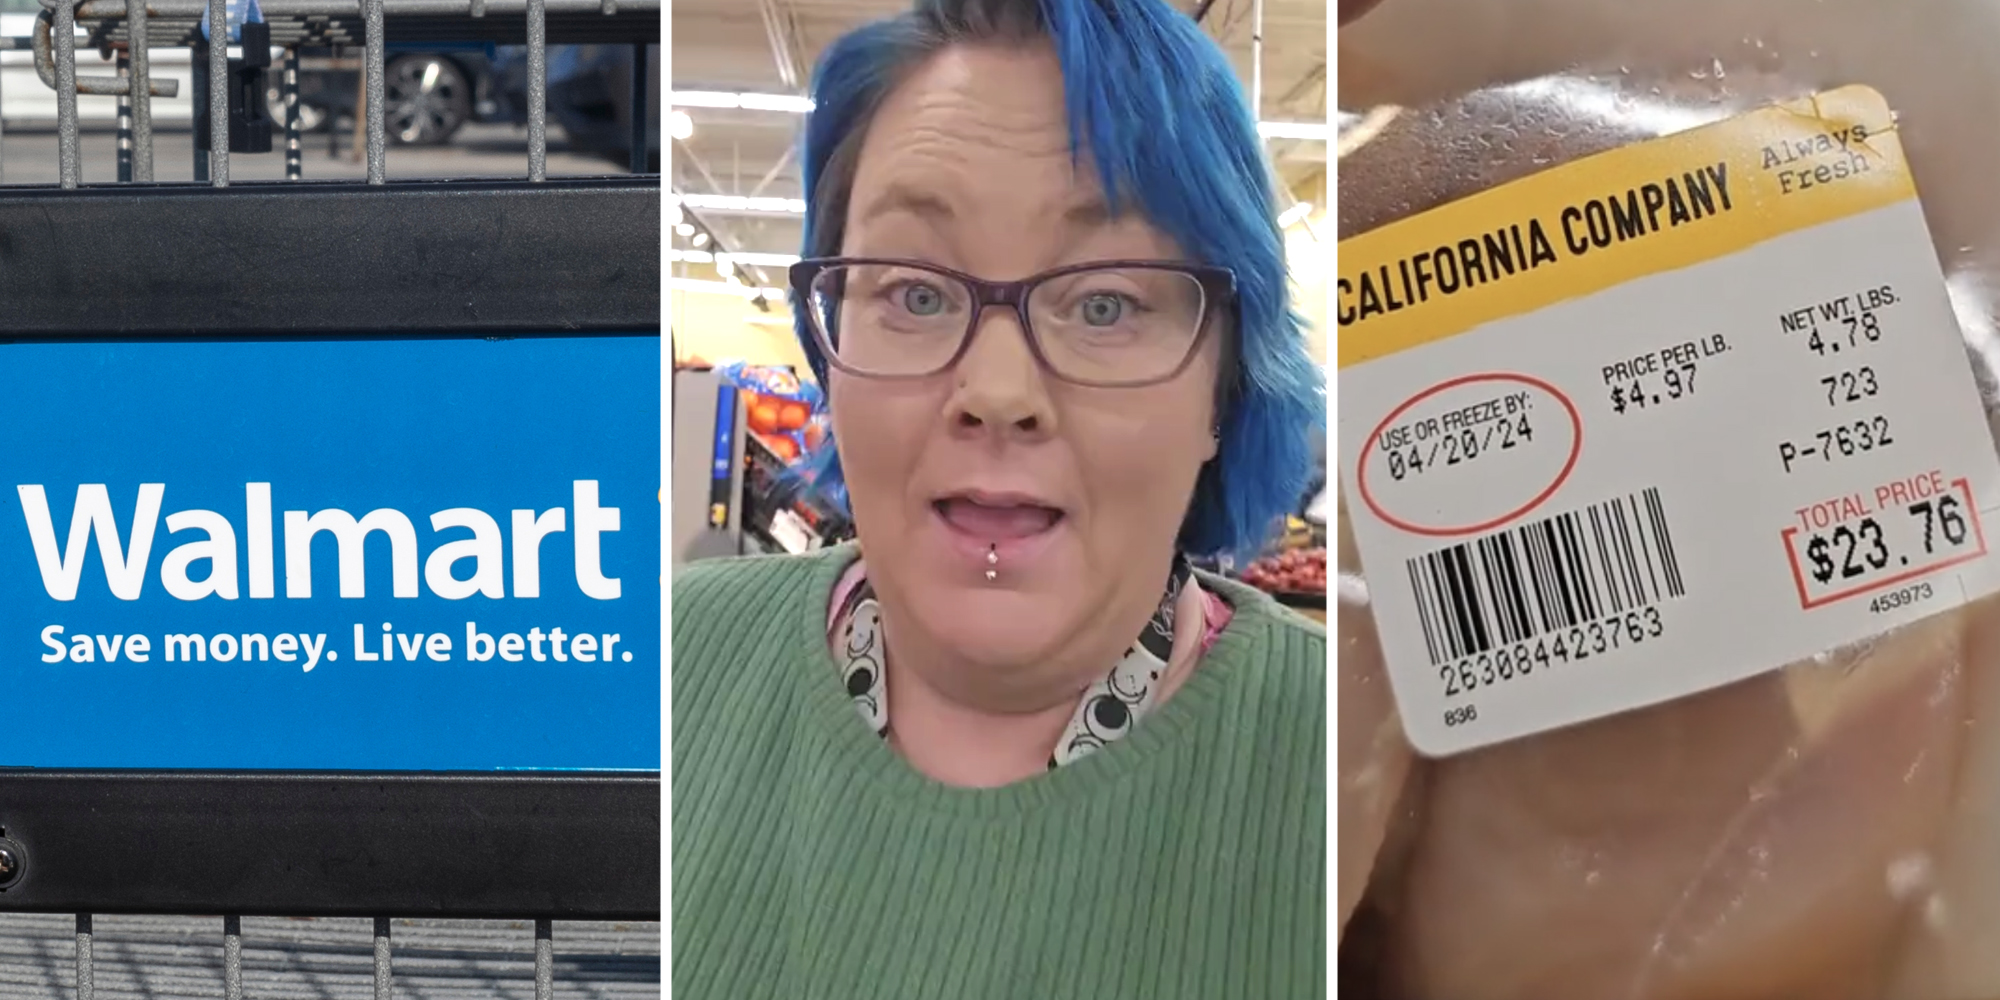 Walmart
Save money. Live better.
CALIFORNIA COMPANY
Always
Fresh
USE OR FREEZE BY:
04/20/24
PRICE PER LB.
$4.97
NET WT. LBS.
4.78
723
P-7632
TOTAL PRICE
$23.76
453973
263084423763
836